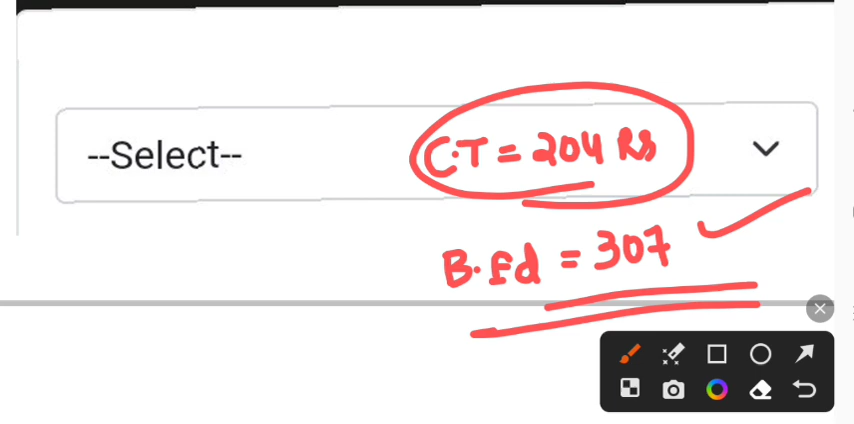 --Select--
C.T = 204 Rs
B.Ed = 307